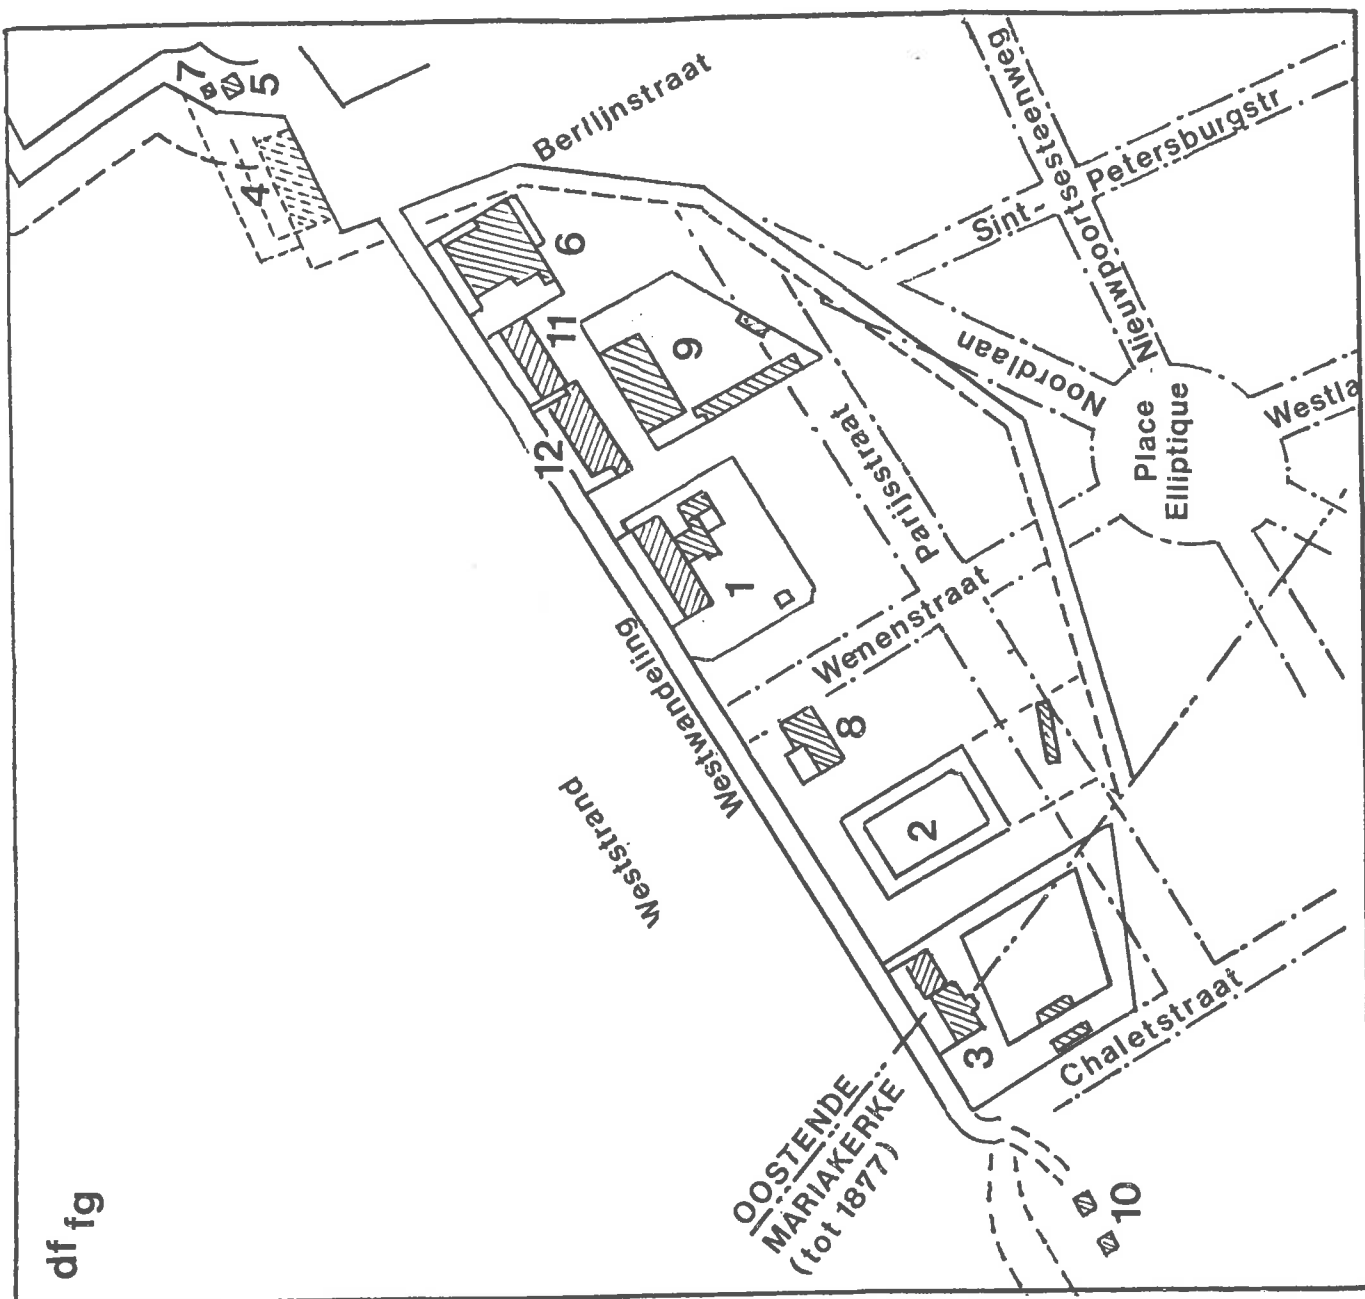 7
5
4
Berlijnstraat
Nieuwpoortsesteenweg
Sint-Petersburgstr
6
11
9
12
Noordlaan
Place
Elliptique
Westla
Parijsstraat
1
Wenenstraat
Westwandeling
Weststrand
8
2
3
Chaletstraat
OOSTENDE
MARIAKERKE
(tot 1877)
10
df fg